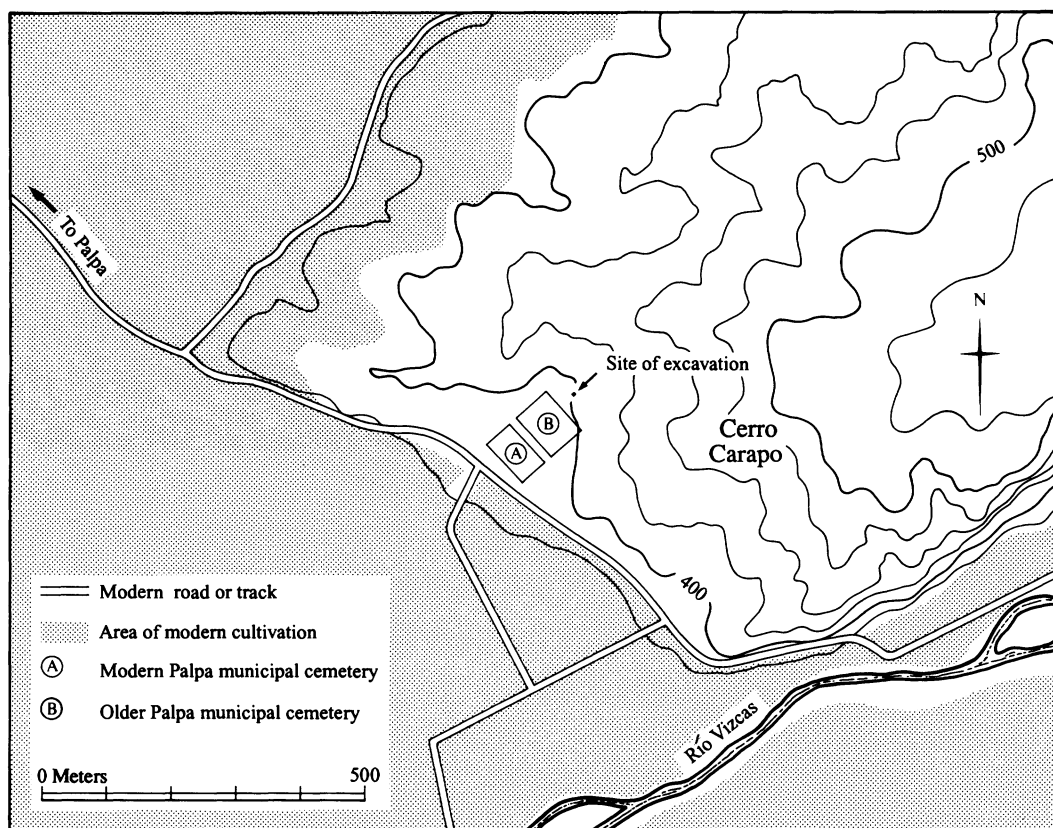 500
To Palpa
N
Site of excavation
B
Cerro
Carapo
A
400
Modern road or track
Area of modern cultivation
A Modern Palpa municipal cemetery
B Older Palpa municipal cemetery
Río Vizcas
0 Meters 500